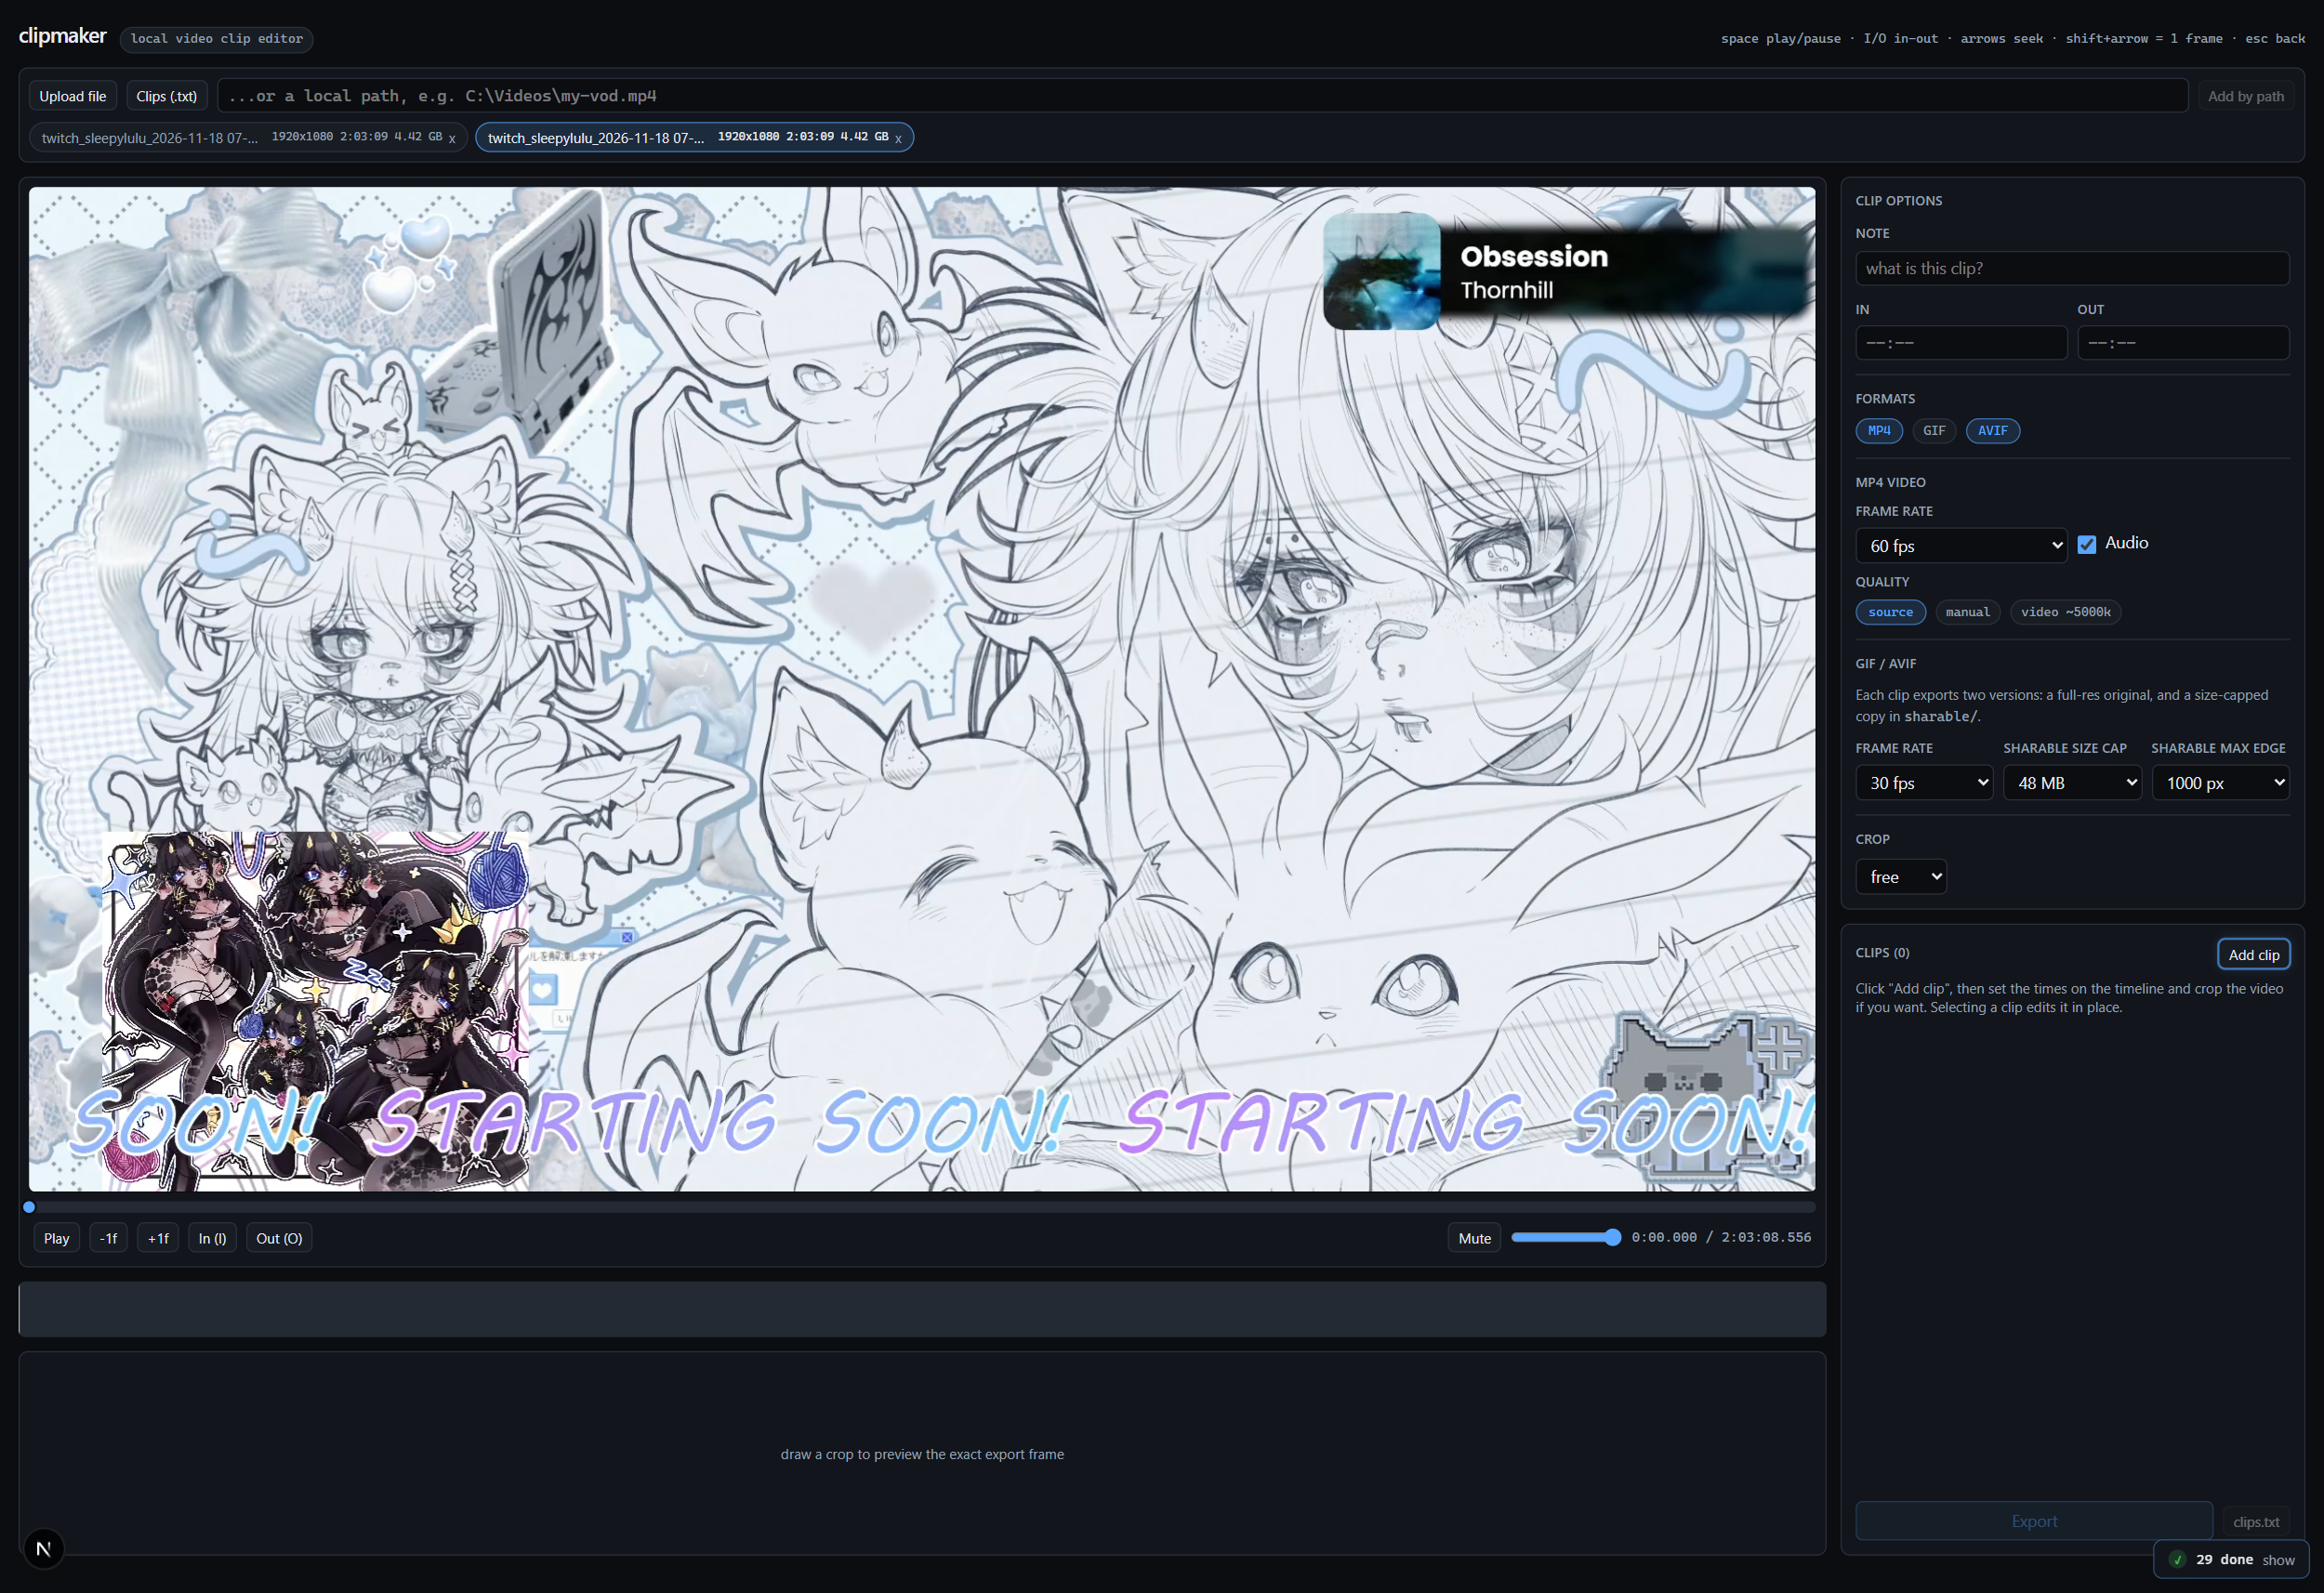 clipmaker
local video clip editor
space play/pause · I/O in-out · arrows seek · shift+arrow = 1 frame · esc back
Upload file
Clips (.txt)
...or a local path, e.g. C:\Videos\my-vod.mp4
Add by path
twitch_sleepylulu_2026-11-18 07-... 1920x1080 2:03:09 4.42 GB x
twitch_sleepylulu_2026-11-18 07-... 1920x1080 2:03:09 4.42 GB x
Obsession
Thornhill
Zzz
SOON! STARTING SOON! STARTING SOON!
Play
-1f
+1f
In (I)
Out (O)
Mute
0:00.000 / 2:03:08.556
draw a crop to preview the exact export frame
N
CLIP OPTIONS
NOTE
what is this clip?
IN
OUT
--:--
--:--
FORMATS
MP4
GIF
AVIF
MP4 VIDEO
FRAME RATE
60 fps
Audio
QUALITY
source
manual
video ~5000k
GIF / AVIF
Each clip exports two versions: a full-res original, and a size-capped
copy in sharable/.
FRAME RATE
SHARABLE SIZE CAP
SHARABLE MAX EDGE
30 fps
48 MB
1000 px
CROP
free
CLIPS (0)
Add clip
Click "Add clip", then set the times on the timeline and crop the video
if you want. Selecting a clip edits it in place.
Export
clips.txt
29 done show